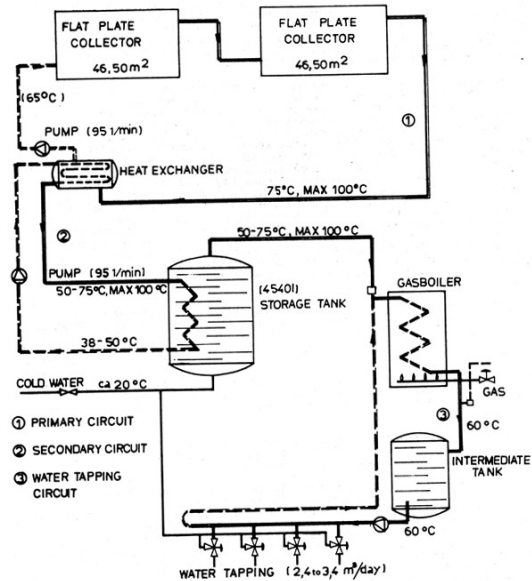 FLAT PLATE
COLLECTOR
46,50m²
FLAT PLATE
COLLECTOR
46,50m²
(65°C)
①
PUMP (95 l/min)
HEAT EXCHANGER
75°C, MAX 100°C
②
50-75°C, MAX 100°C
PUMP (95 l/min)
50-75°C, MAX 100°C
(4540l)
STORAGE TANK
GASBOILER
38-50°C
COLD WATER
ca 20°C
GAS
① PRIMARY CIRCUIT
③
60°C
② SECONDARY CIRCUIT
INTERMEDIATE
TANK
③ WATER TAPPING
CIRCUIT
60°C
WATER TAPPING (2,4 to 3,4 m³/day)